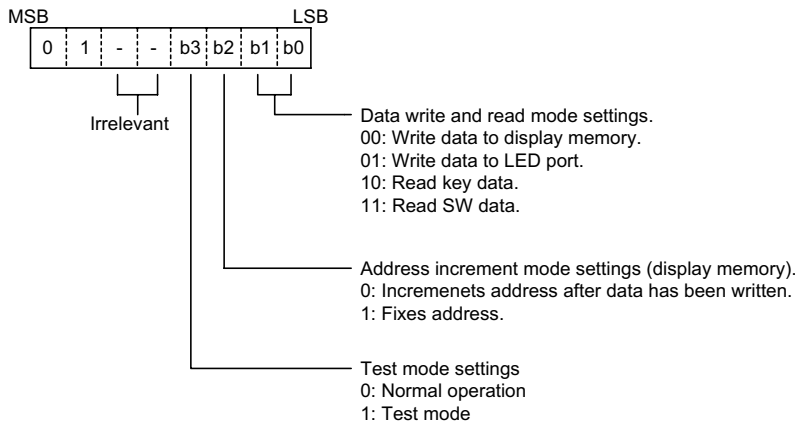 MSB LSB
0 1 - - b3 b2 b1 b0
Irrelevant
Data write and read mode settings.
00: Write data to display memory.
01: Write data to LED port.
10: Read key data.
11: Read SW data.
Address increment mode settings (display memory).
0: Incremenets address after data has been written.
1: Fixes address.
Test mode settings
0: Normal operation
1: Test mode